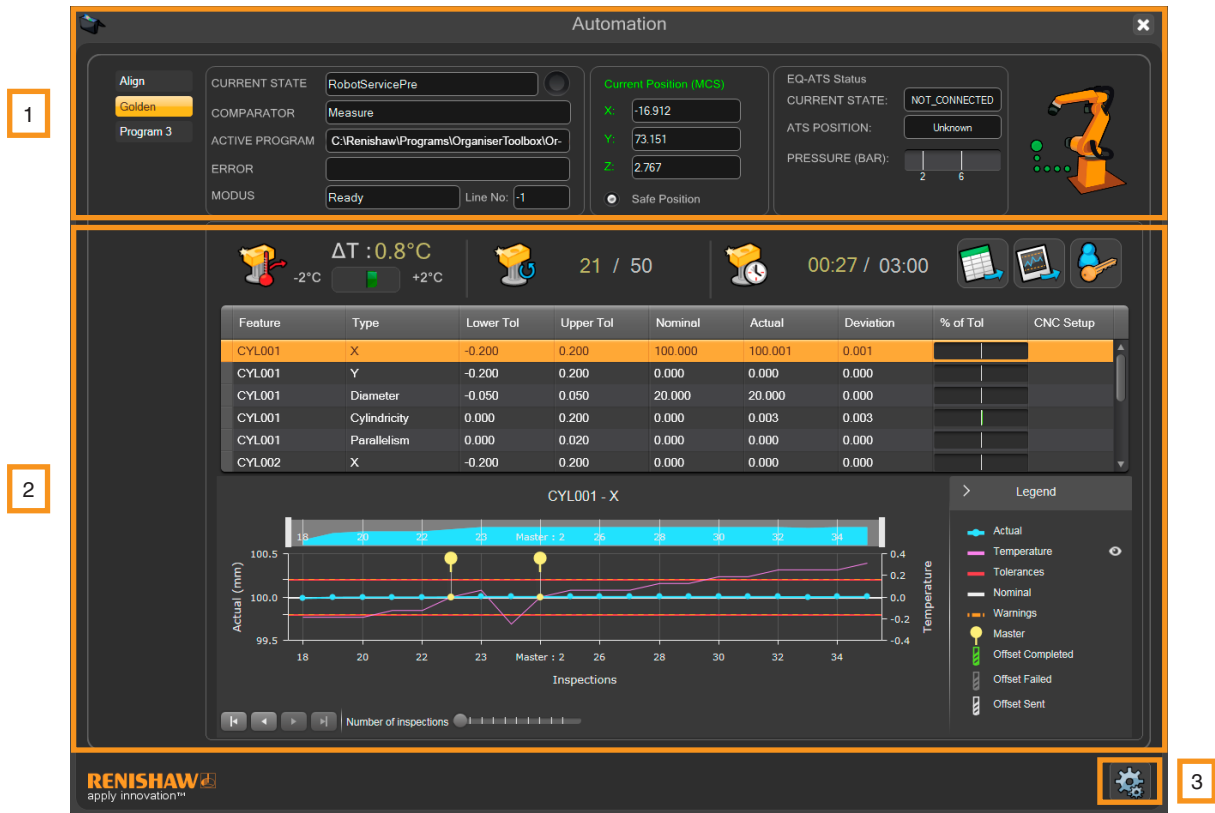 Automation
1
Align
Golden
Program 3
CURRENT STATE RobotServicePre
COMPARATOR Measure
ACTIVE PROGRAM C:\Renishaw\Programs\OrganiserToolbox\Or-
ERROR
MODUS Ready Line No: -1
Current Position (MCS)
X: -16.912
Y: 73.151
Z: 2.767
Safe Position
EQ-ATS Status
CURRENT STATE: NOT_CONNECTED
ATS POSITION: Unknown
PRESSURE (BAR):
2 6
2
ΔT :0.8°C
-2°C +2°C
21 / 50
00:27 / 03:00
Feature Type Lower Tol Upper Tol Nominal Actual Deviation % of Tol CNC Setup
CYL001 X -0.200 0.200 100.000 100.001 0.001
CYL001 Y -0.200 0.200 0.000 0.000 0.000
CYL001 Diameter -0.050 0.050 20.000 20.000 0.000
CYL001 Cylindricity 0.000 0.200 0.000 0.003 0.003
CYL001 Parallelism 0.000 0.020 0.000 0.000 0.000
CYL002 X -0.200 0.200 0.000 0.000 0.000
CYL001 - X
18 20 22 23 Master : 2 26 28 30 32 34
100.5
100.0
99.5
Actual (mm)
0.4
0.2
0.0
-0.2
-0.4
Temperature
18 20 22 23 Master : 2 26 28 30 32 34
Inspections
Number of inspections
Legend
Actual
Temperature
Tolerances
Nominal
Warnings
Master
Offset Completed
Offset Failed
Offset Sent
RENISHAW
apply innovation™
3